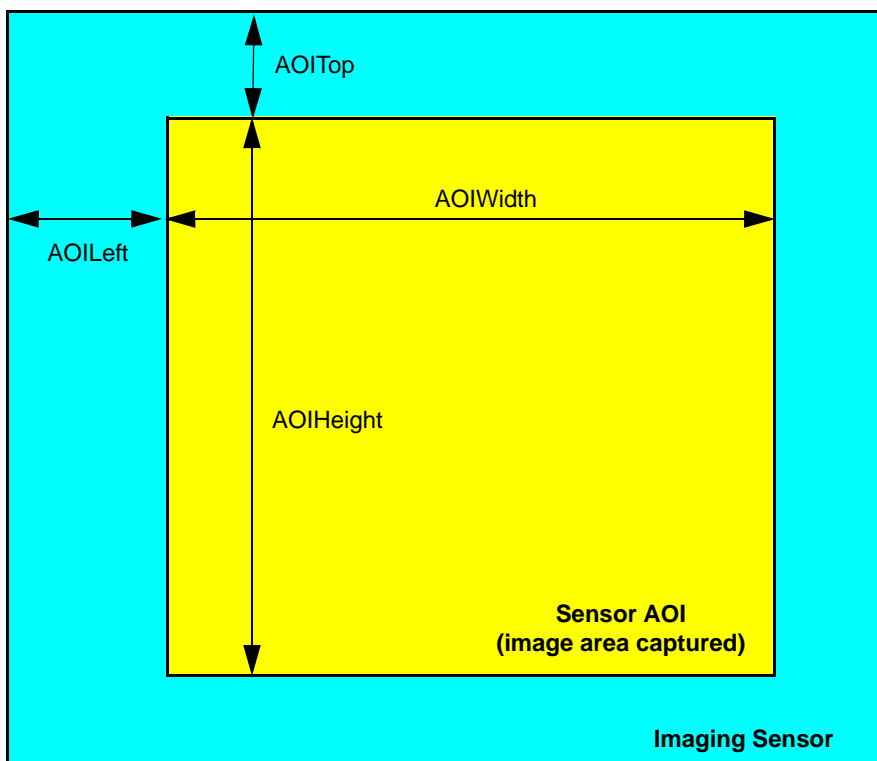 AOITop
AOIWidth
AOILeft
AOIHeight
Sensor AOI
(image area captured)
Imaging Sensor